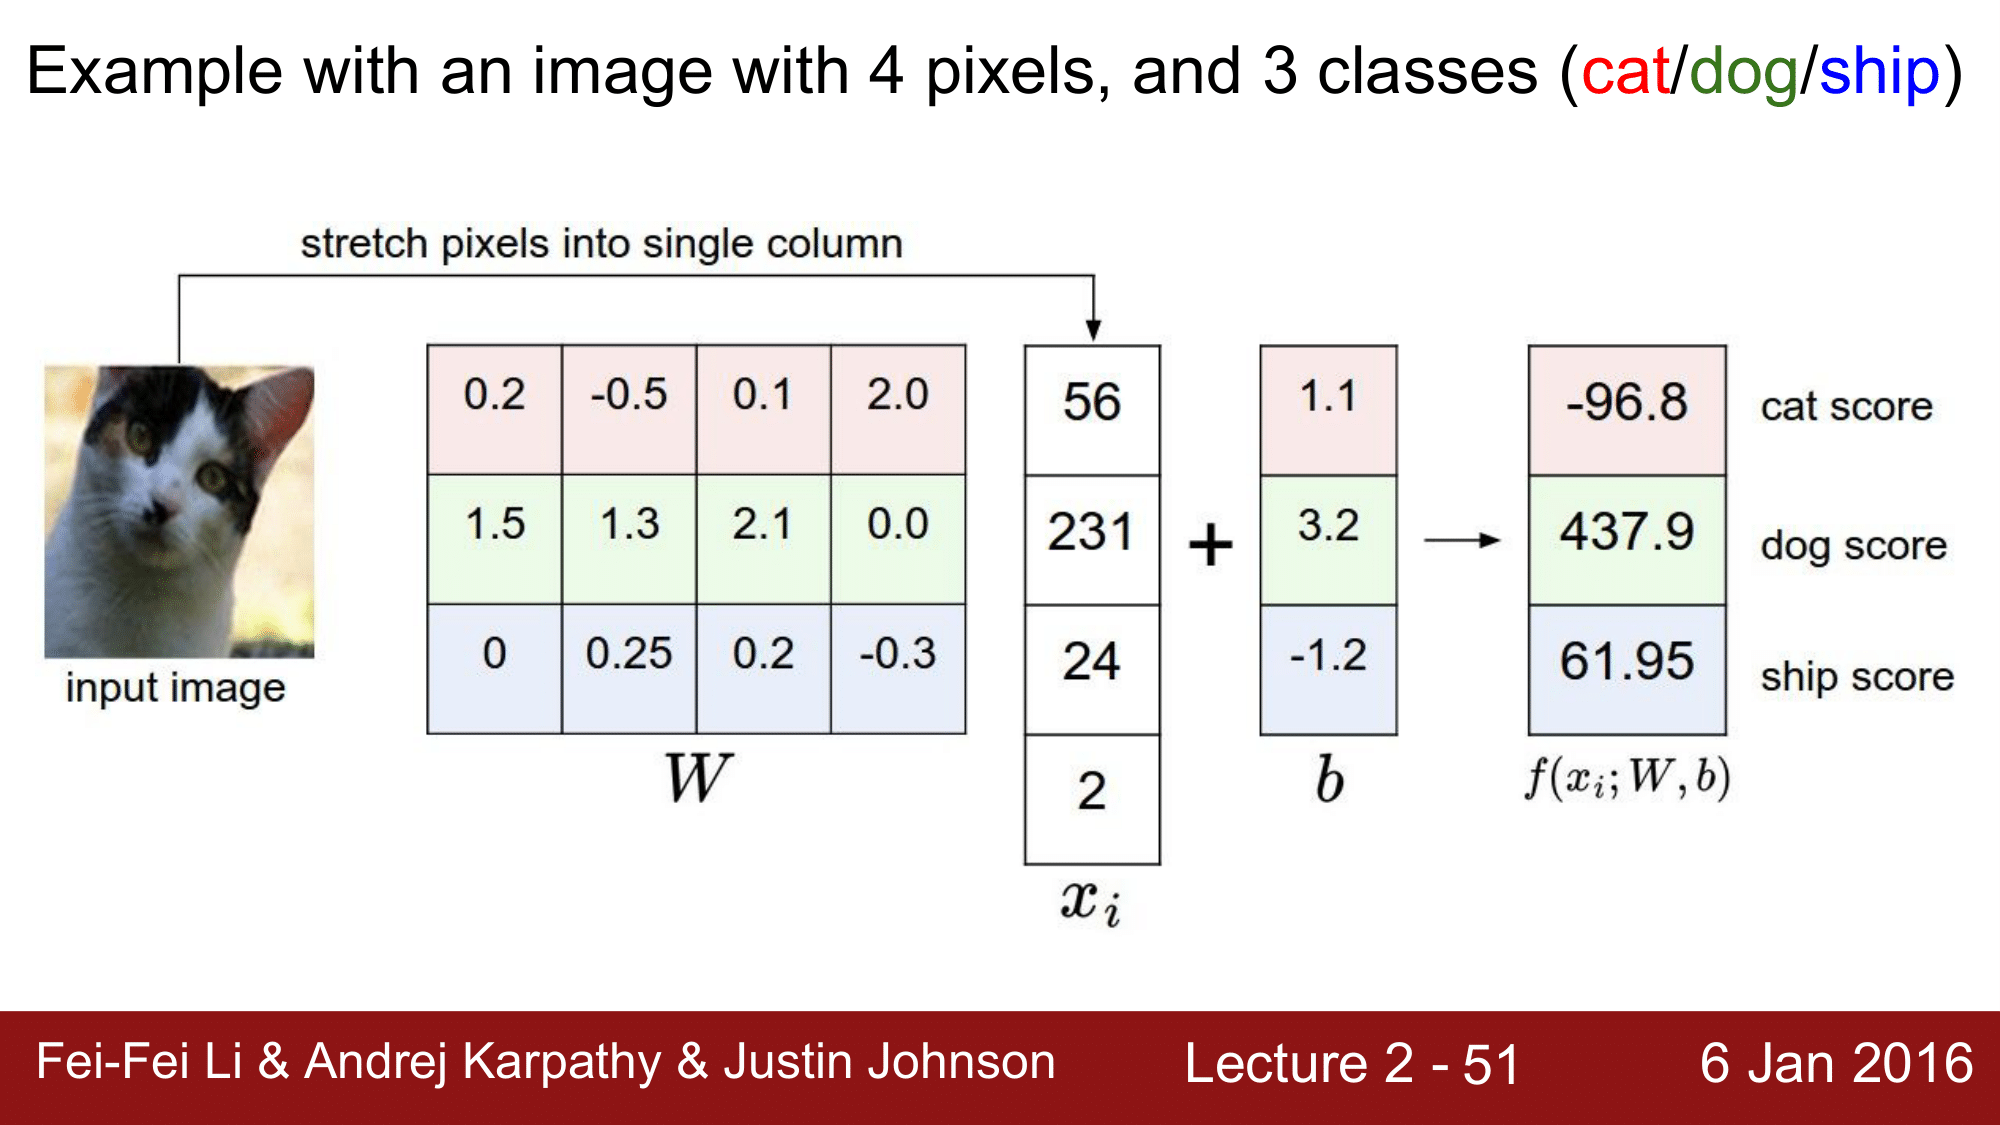 Example with an image with 4 pixels, and 3 classes (cat/dog/ship)
stretch pixels into single column
input image
0.2 -0.5 0.1 2.0
1.5 1.3 2.1 0.0
0 0.25 0.2 -0.3
W
56
231
24
2
xᵢ
+
1.1
3.2
-1.2
b
-96.8 cat score
437.9 dog score
61.95 ship score
f(xᵢ; W, b)
Fei-Fei Li & Andrej Karpathy & Justin Johnson Lecture 2 - 51 6 Jan 2016